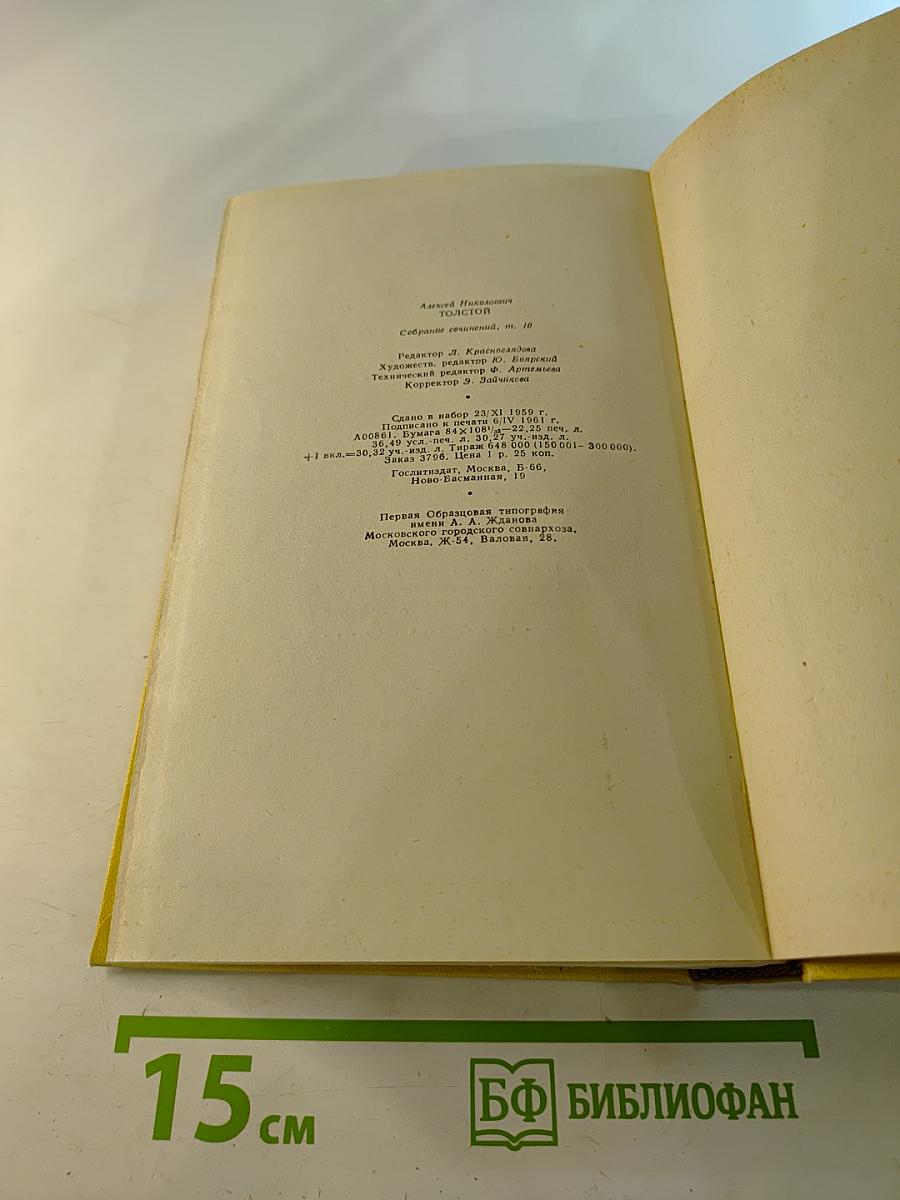 Алексей Николаевич
ТОЛСТОЙ
Собрание сочинений, т. 10
Редактор Л. Красноглядова
Художеств. редактор Ю. Боярский
Технический редактор Ф. Артемьева
Корректор Э. Зайчикова
Сдано в набор 23/XI 1959 г.
Подписано к печати 6/IV 1961 г.
А00861. Бумага 84×108¹/₃₂—22,25 печ. л.
36,49 усл.-печ. л. 30,27 уч.-изд. л.
+1 вкл.=30,32 уч.-изд. л. Тираж 648 000 (150 001—300 000).
Заказ 3796. Цена 1 р. 25 коп.
Гослитиздат, Москва, Б-66,
Ново-Басманная, 19
Первая Образцовая типография
имени А. А. Жданова
Московского городского совнархоза.
Москва, Ж-54, Валовая, 28.
15 см
БФ БИБЛИОФАН